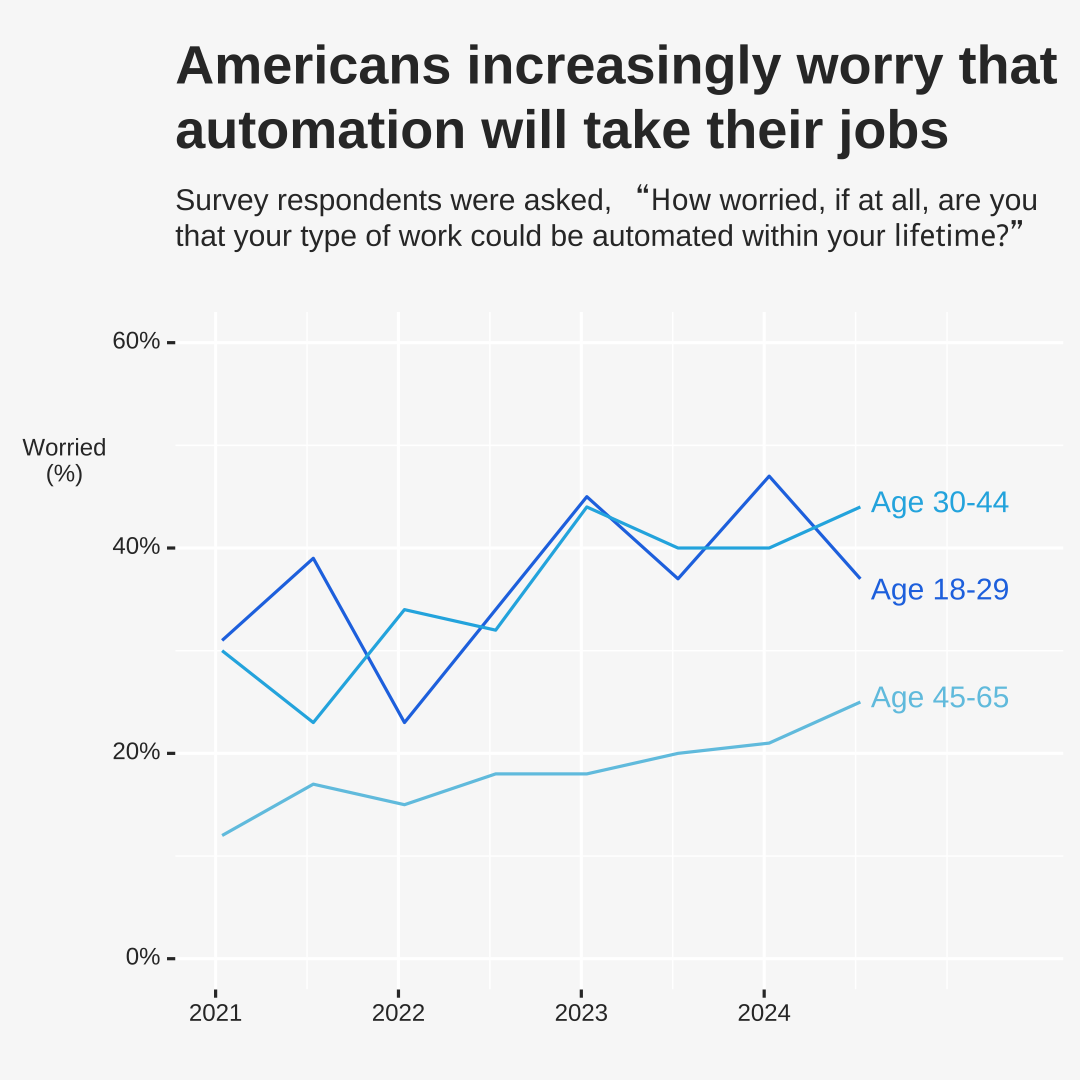 Americans increasingly worry that
automation will take their jobs
Survey respondents were asked, “How worried, if at all, are you
that your type of work could be automated within your lifetime?”
60%
Worried
(%)
40%
20%
0%
Age 30-44
Age 18-29
Age 45-65
2021
2022
2023
2024